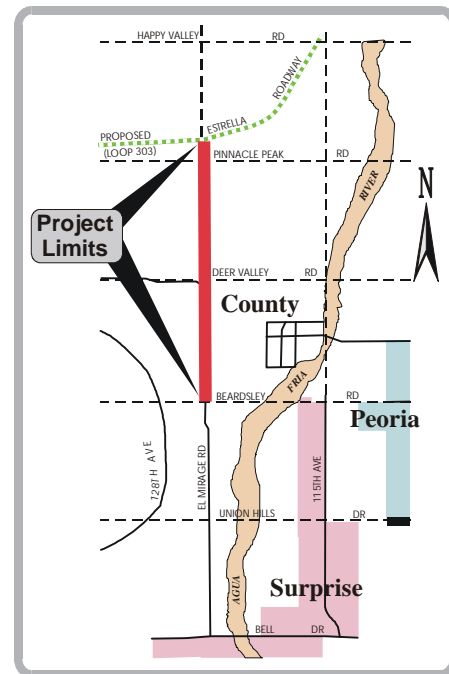 HAPPY VALLEY RD
ROADWAY
ESTRELLA
PROPOSED
(LOOP 303)
PINNACLE PEAK RD
RIVER
N
Project
Limits
DEER VALLEY RD
County
FRIA
BEARDSLEY RD
Peoria
128TH AVE
EL MIRAGE RD
115TH AVE
UNION HILLS DR
AGUA
Surprise
BELL DR